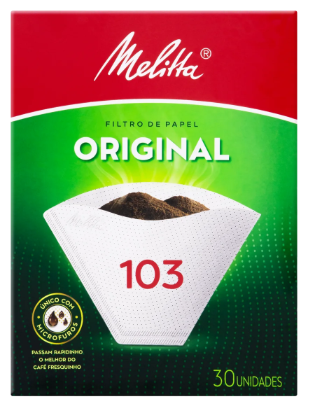 Melitta®
FILTRO DE PAPEL
ORIGINAL
103
ÚNICO COM
MICROFUROS
PASSAM RAPIDINHO
O MELHOR DO
CAFÉ FRESQUINHO
30 UNIDADES